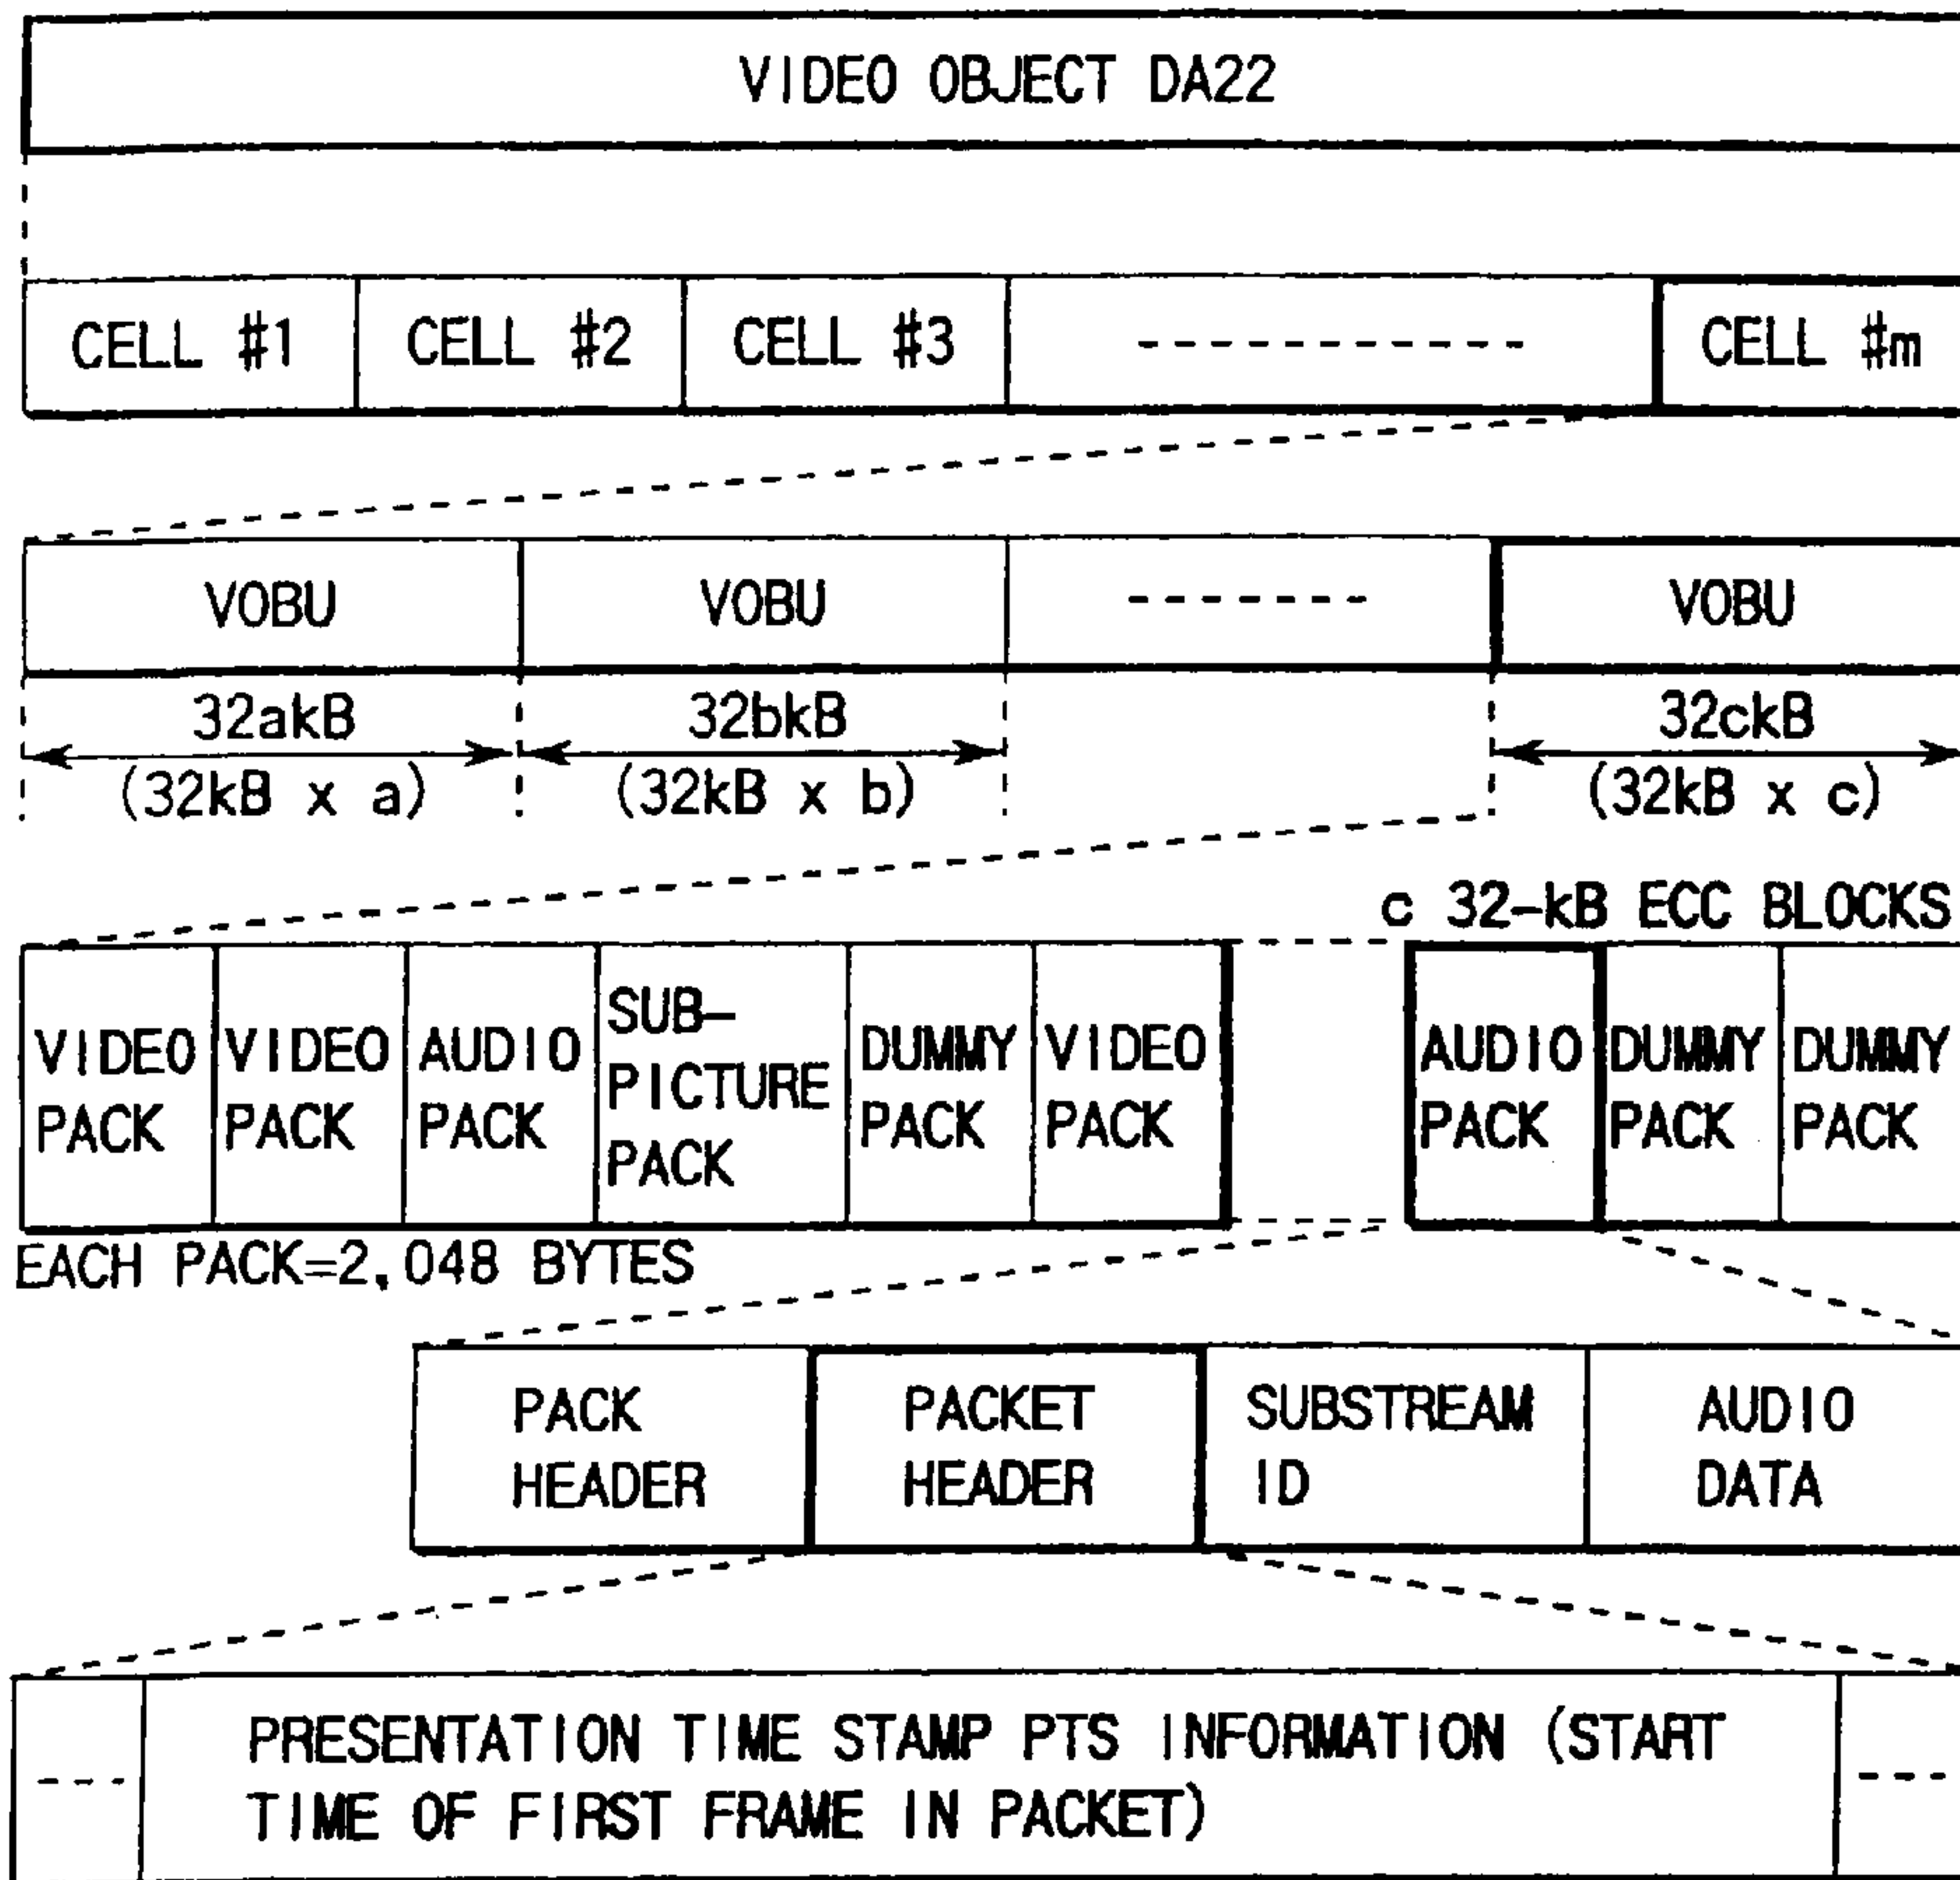 VIDEO OBJECT DA22
CELL #1 CELL #2 CELL #3 ------------ CELL #m
VOBU VOBU ------- VOBU
32akB 32bkB 32ckB
(32kB x a) (32kB x b) (32kB x c)
c 32-kB ECC BLOCKS
VIDEO PACK
VIDEO PACK
AUDIO PACK
SUB-
PICTURE
PACK
DUMMY PACK
VIDEO PACK
AUDIO PACK
DUMMY PACK
DUMMY PACK
EACH PACK=2,048 BYTES
PACK
HEADER
PACKET
HEADER
SUBSTREAM
ID
AUDIO
DATA
--- PRESENTATION TIME STAMP PTS INFORMATION (START ---
TIME OF FIRST FRAME IN PACKET)